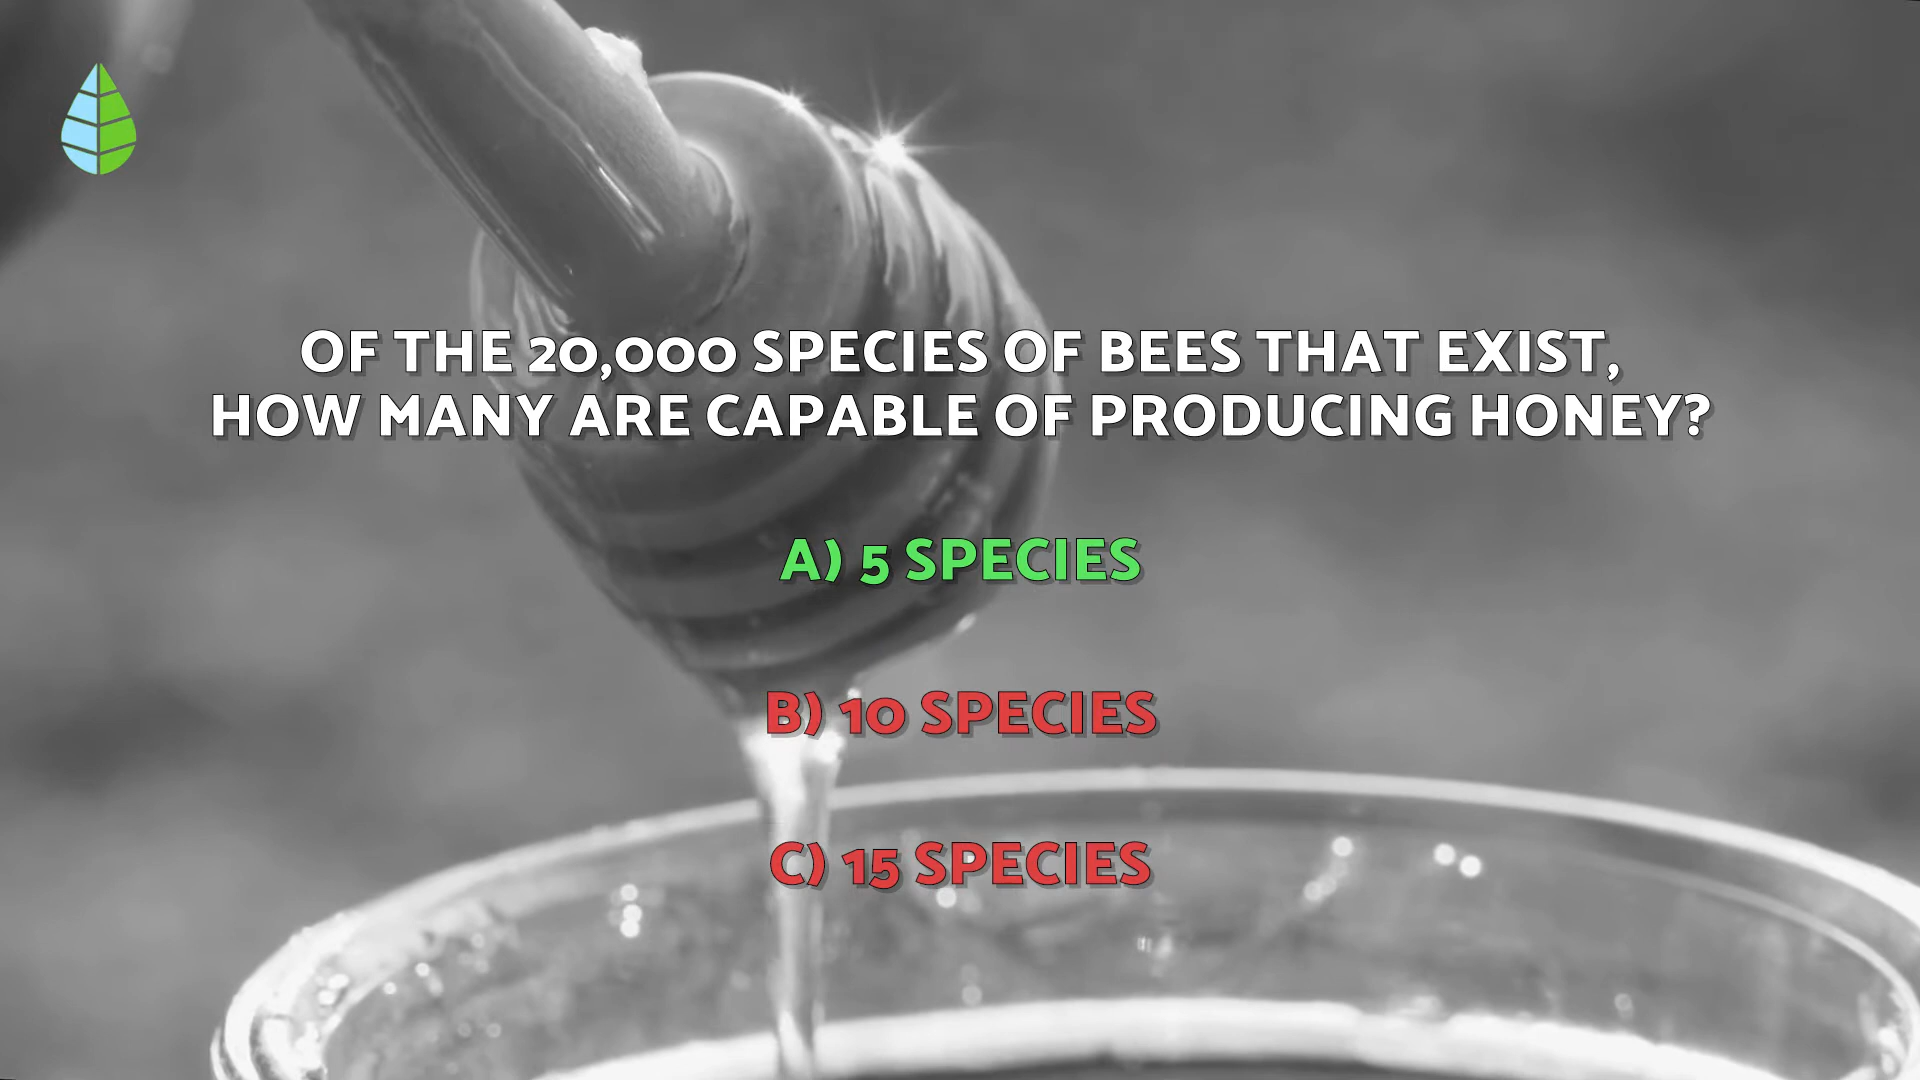 OF THE 20,000 SPECIES OF BEES THAT EXIST,
HOW MANY ARE CAPABLE OF PRODUCING HONEY?
A) 5 SPECIES
B) 10 SPECIES
C) 15 SPECIES